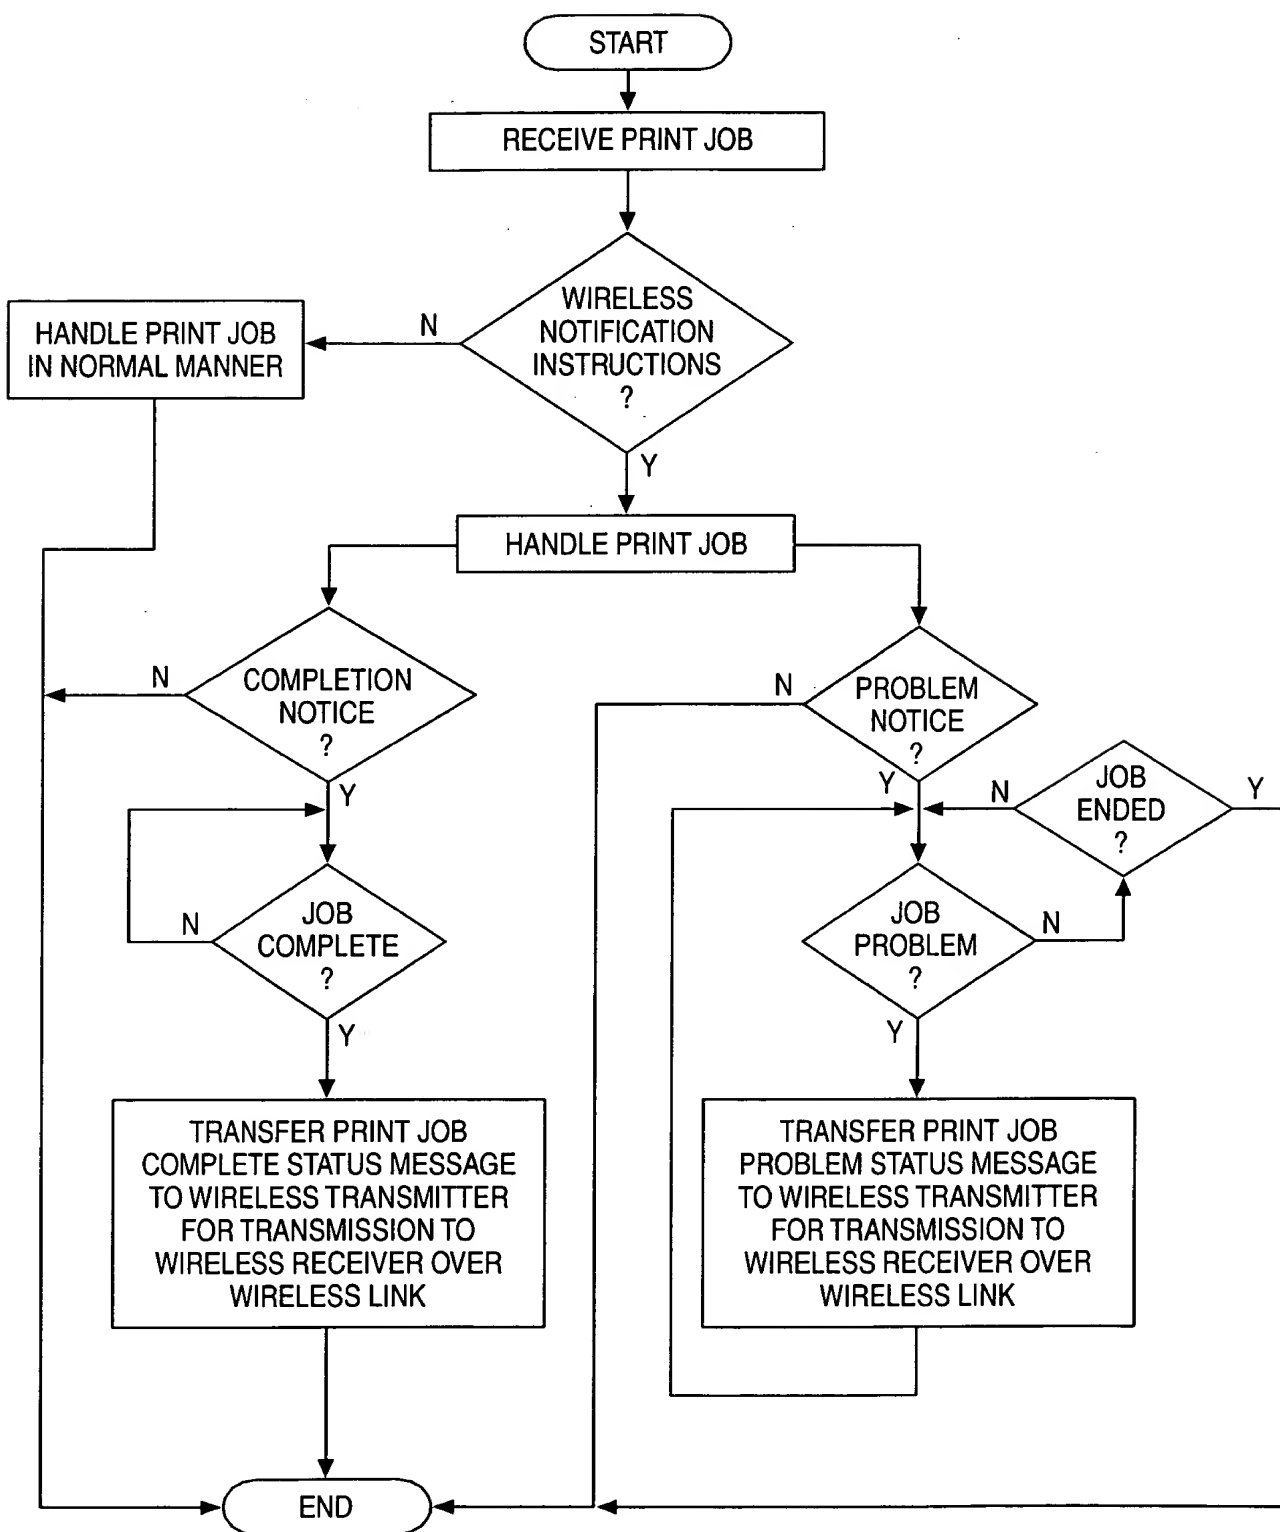 START
RECEIVE PRINT JOB
WIRELESS
NOTIFICATION
INSTRUCTIONS
?
N
HANDLE PRINT JOB
IN NORMAL MANNER
Y
HANDLE PRINT JOB
COMPLETION
NOTICE
?
N
Y
JOB
COMPLETE
?
N
Y
TRANSFER PRINT JOB
COMPLETE STATUS MESSAGE
TO WIRELESS TRANSMITTER
FOR TRANSMISSION TO
WIRELESS RECEIVER OVER
WIRELESS LINK
PROBLEM
NOTICE
?
N
Y
JOB
ENDED
?
N
Y
JOB
PROBLEM
?
N
Y
TRANSFER PRINT JOB
PROBLEM STATUS MESSAGE
TO WIRELESS TRANSMITTER
FOR TRANSMISSION TO
WIRELESS RECEIVER OVER
WIRELESS LINK
END